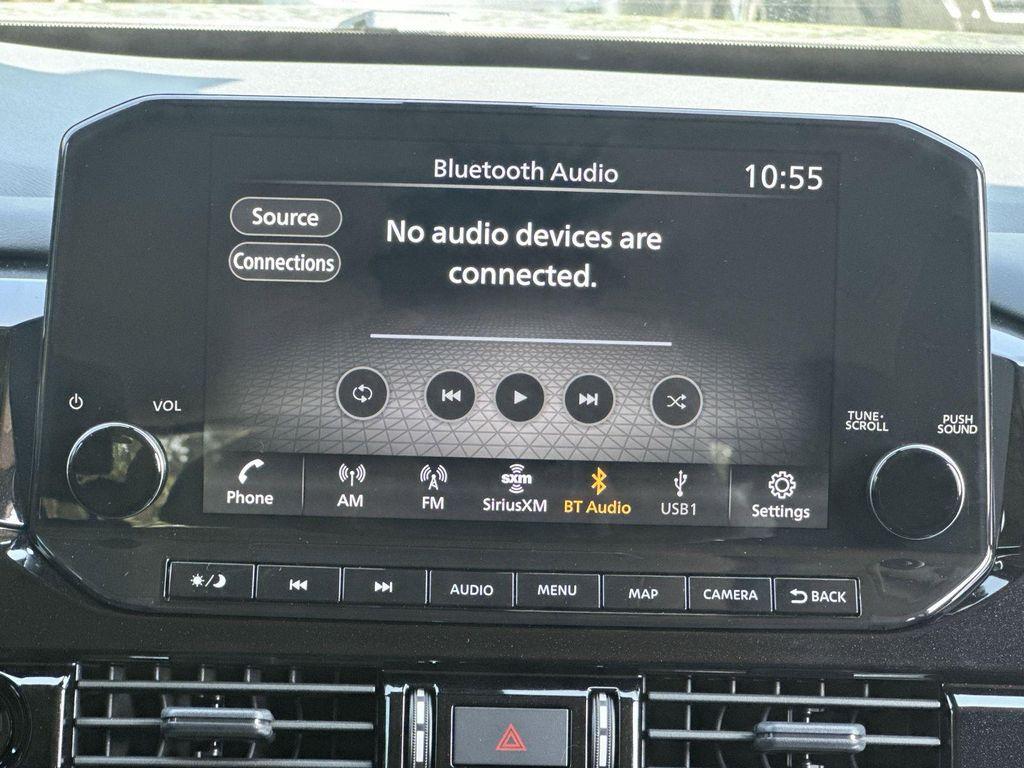 Bluetooth Audio
10:55
Source
No audio devices are
connected.
Connections
VOL
TUNE·
SCROLL
PUSH
SOUND
Phone
AM
FM
sxm
SiriusXM
BT Audio
USB1
Settings
AUDIO
MENU
MAP
CAMERA
BACK